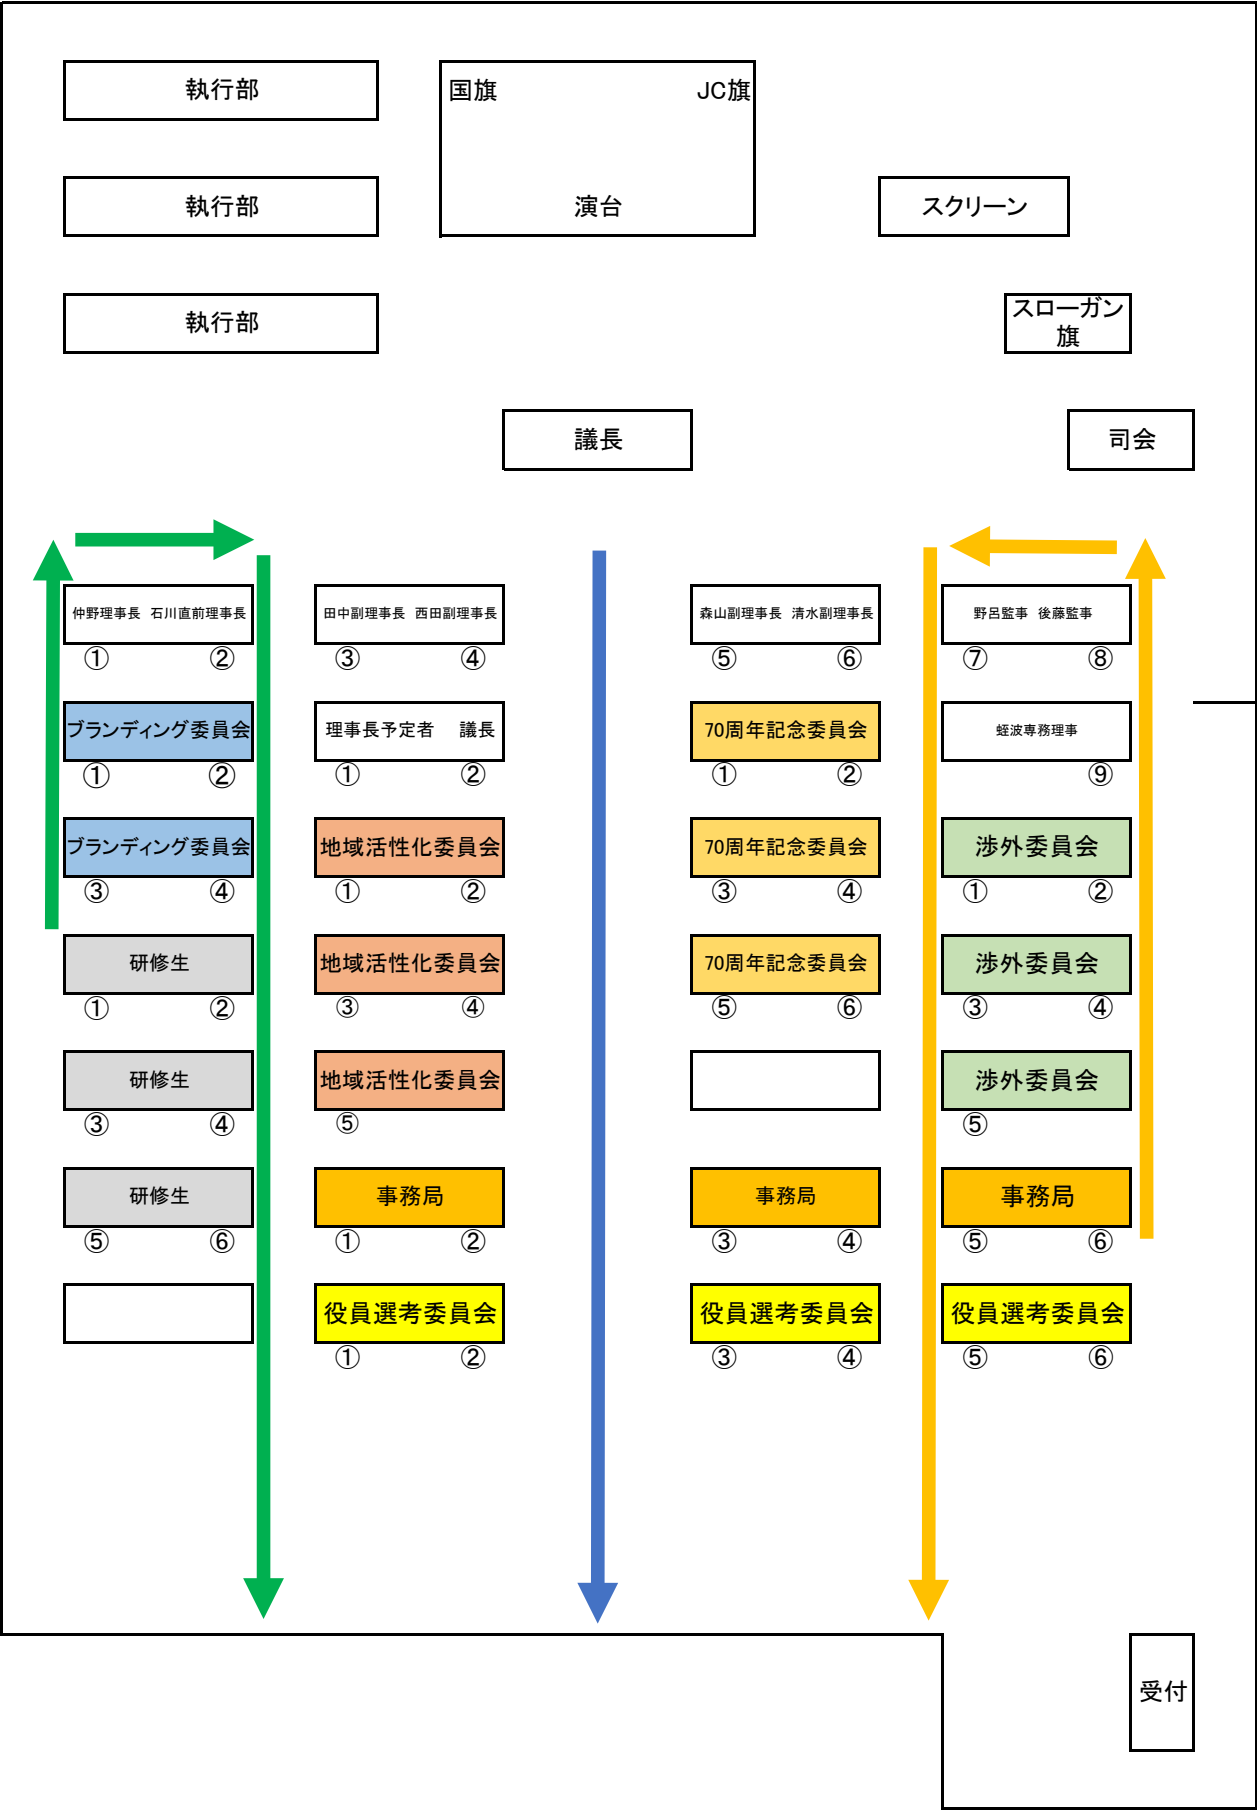 執行部
国旗 JC旗
執行部
演台
スクリーン
執行部
スローガン
旗
議長
司会
仲野理事長 石川直前理事長
田中副理事長 西田副理事長
森山副理事長 清水副理事長
野呂監事 後藤監事
① ② ③ ④ ⑤ ⑥ ⑦ ⑧
ブランディング委員会
理事長予定者 議長
70周年記念委員会
蛭波専務理事
① ② ① ② ① ② ⑨
ブランディング委員会
地域活性化委員会
70周年記念委員会
渉外委員会
③ ④ ① ② ③ ④ ① ②
研修生
地域活性化委員会
70周年記念委員会
渉外委員会
① ② ③ ④ ⑤ ⑥ ③ ④
研修生
地域活性化委員会
渉外委員会
③ ④ ⑤ ⑤
研修生
事務局
事務局
事務局
⑤ ⑥ ① ② ③ ④ ⑤ ⑥
役員選考委員会
役員選考委員会
役員選考委員会
① ② ③ ④ ⑤ ⑥
受付